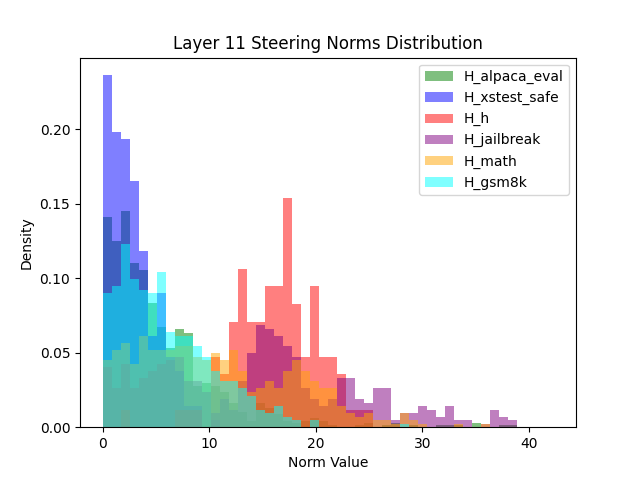 Layer 11 Steering Norms Distribution
H_alpaca_eval
H_xstest_safe
H_h
H_jailbreak
H_math
H_gsm8k
Density
0.20
0.15
0.10
0.05
0.00
0
10
20
30
40
Norm Value